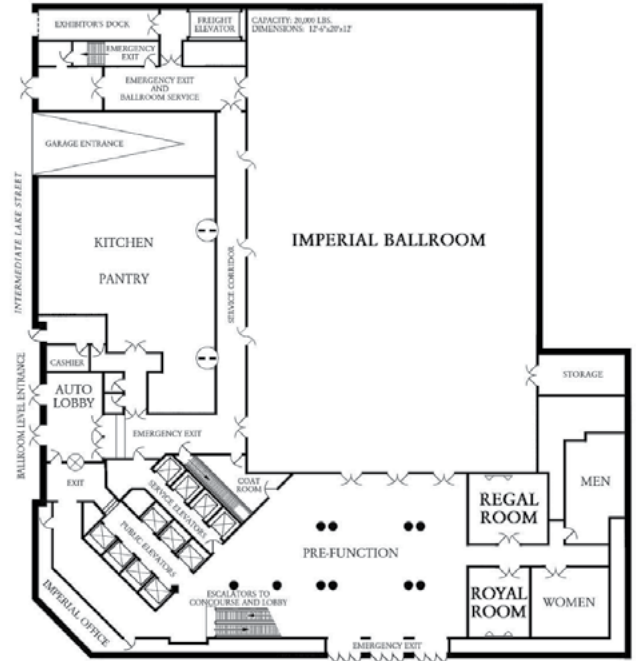 EXHIBITOR'S DOCK
FREIGHT
ELEVATOR
CAPACITY: 20,000 LBS.
DIMENSIONS: 12'-6"x20'x12'
EMERGENCY
EXIT
EMERGENCY EXIT
AND
BALLROOM SERVICE
GARAGE ENTRANCE
INTERMEDIATE LAKE STREET
KITCHEN
PANTRY
SERVICE CORRIDOR
IMPERIAL BALLROOM
BALLROOM LEVEL ENTRANCE
CASHIER
AUTO
LOBBY
STORAGE
EMERGENCY EXIT
EXIT
SERVICE ELEVATORS
COAT
ROOM
PUBLIC ELEVATORS
REGAL
ROOM
MEN
PRE-FUNCTION
IMPERIAL OFFICE
ESCALATORS TO
CONCOURSE AND LOBBY
ROYAL
ROOM
WOMEN
EMERGENCY EXIT